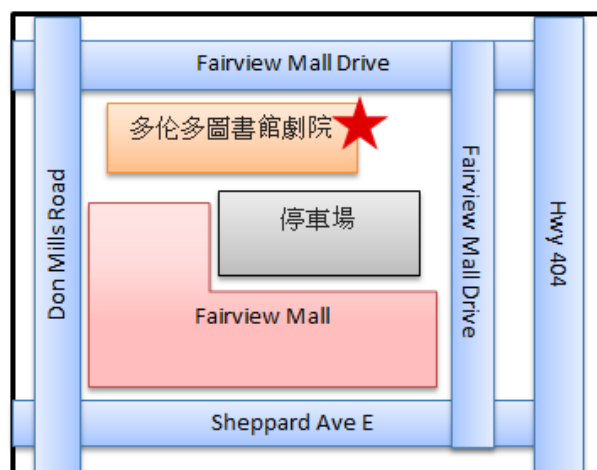 Fairview Mall Drive
多伦多圖書館劇院
停車場
Fairview Mall
Sheppard Ave E
Don Mills Road
Fairview Mall Drive
Hwy 404